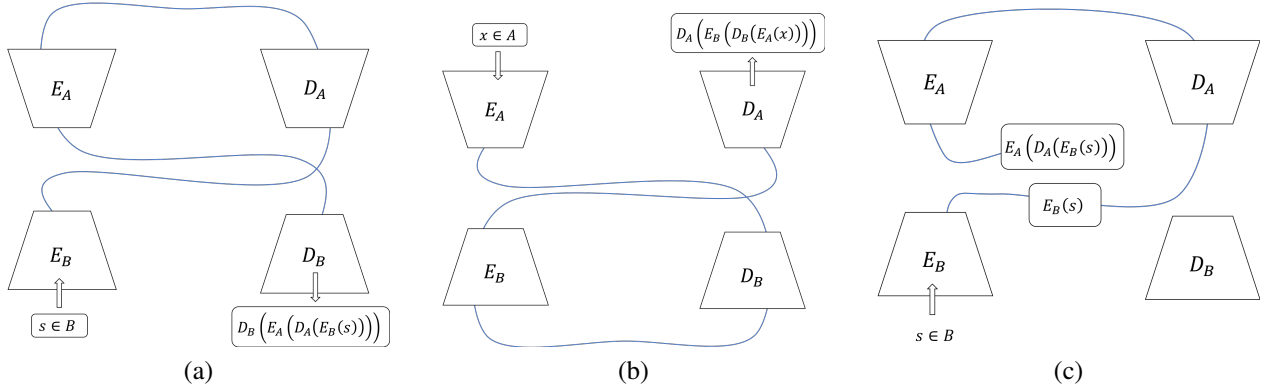 E_A
D_A
E_B
D_B
s ∈ B
D_B(E_A(D_A(E_B(s))))
(a)
x ∈ A
D_A(E_B(D_B(E_A(x))))
E_A
D_A
E_B
D_B
(b)
E_A
D_A
E_A(D_A(E_B(s)))
E_B(s)
E_B
D_B
s ∈ B
(c)